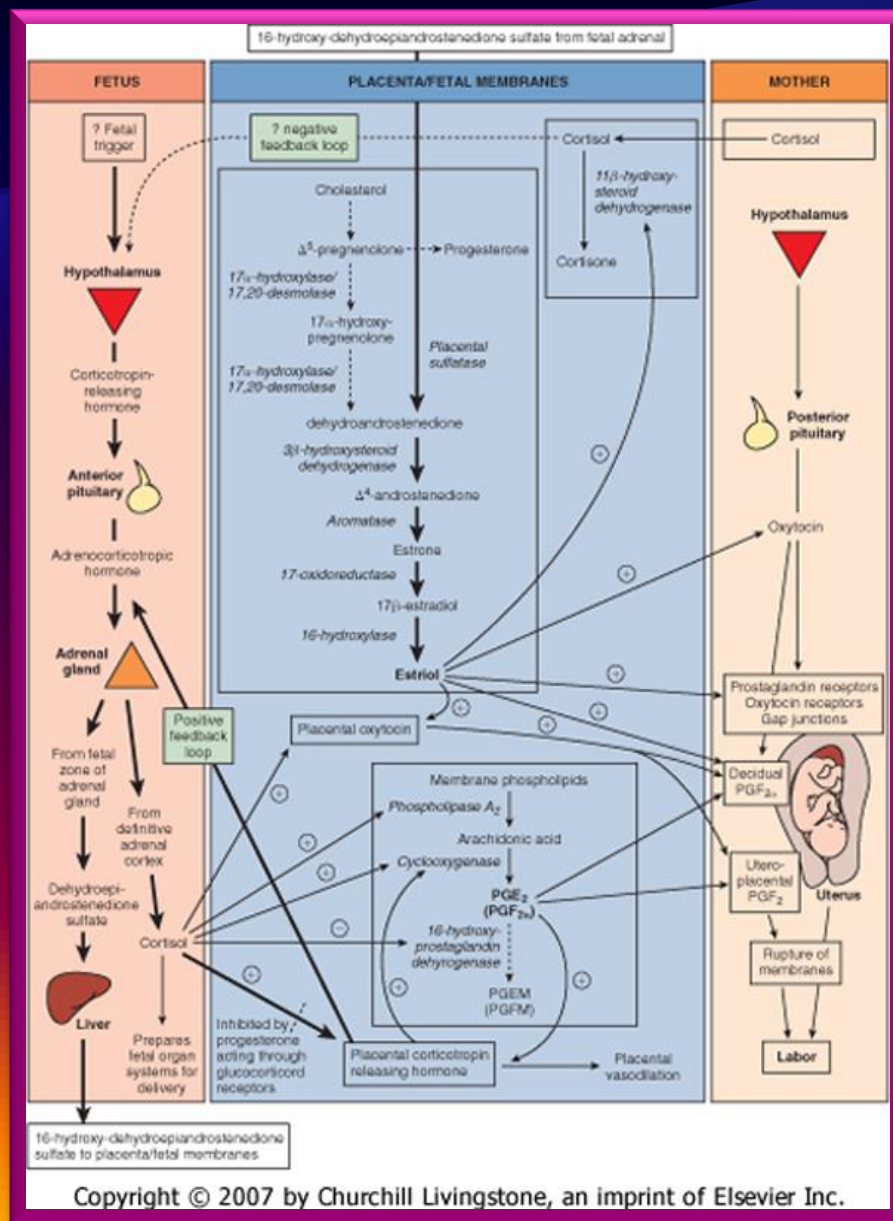 16-hydroxy-dehydroepiandrostenedione sulfate from fetal adrenal
FETUS
? Fetal
trigger
Hypothalamus
Corticotropin-
releasing
hormone
Anterior
pituitary
Adrenocorticotropic
hormone
Adrenal
gland
From fetal
zone of
adrenal
gland
From
definitive
adrenal
cortex
Dehydroepi-
androstenedione
sulfate
Cortisol
Liver
Prepares
fetal organ
systems for
delivery
16-hydroxy-dehydroepiandrostenedione
sulfate to placenta/fetal membranes
PLACENTA/FETAL MEMBRANES
? negative
feedback loop
Cholesterol
Δ5-pregnenolone
Progesterone
17α-hydroxylase/
17,20-desmolase
17α-hydroxy-
pregnenolone
17α-hydroxylase/
17,20-desmolase
Placental
sulfatase
dehydroandrostenedione
3β-hydroxysteroid
dehydrogenase
Δ4-androstenedione
Aromatase
Estrone
17-oxidoreductase
17β-estradiol
16-hydroxylase
Estriol
Cortisol
11β-hydroxy-
steroid
dehydrogenase
Cortisone
+
+
+
+
+
+
Positive
feedback
loop
Placental oxytocin
Membrane phospholipids
Phospholipase A2
Arachidonic acid
Cyclooxygenase
PGE2
(PGF2α)
16-hydroxy-
prostaglandin
dehyrogenase
PGEM
(PGFM)
+
+
+
−
+
+
+
Inhibited by
progesterone
acting through
glucocorticord
receptors
Placental corticotropin
releasing hormone
Placental
vasodilation
MOTHER
Cortisol
Hypothalamus
Posterior
pituitary
Oxytocin
Prostaglandin receptors
Oxytocin receptors
Gap junctions
Decidual
PGF2α
Utero-
placental
PGF2
Uterus
Rupture of
membranes
Labor
Copyright © 2007 by Churchill Livingstone, an imprint of Elsevier Inc.